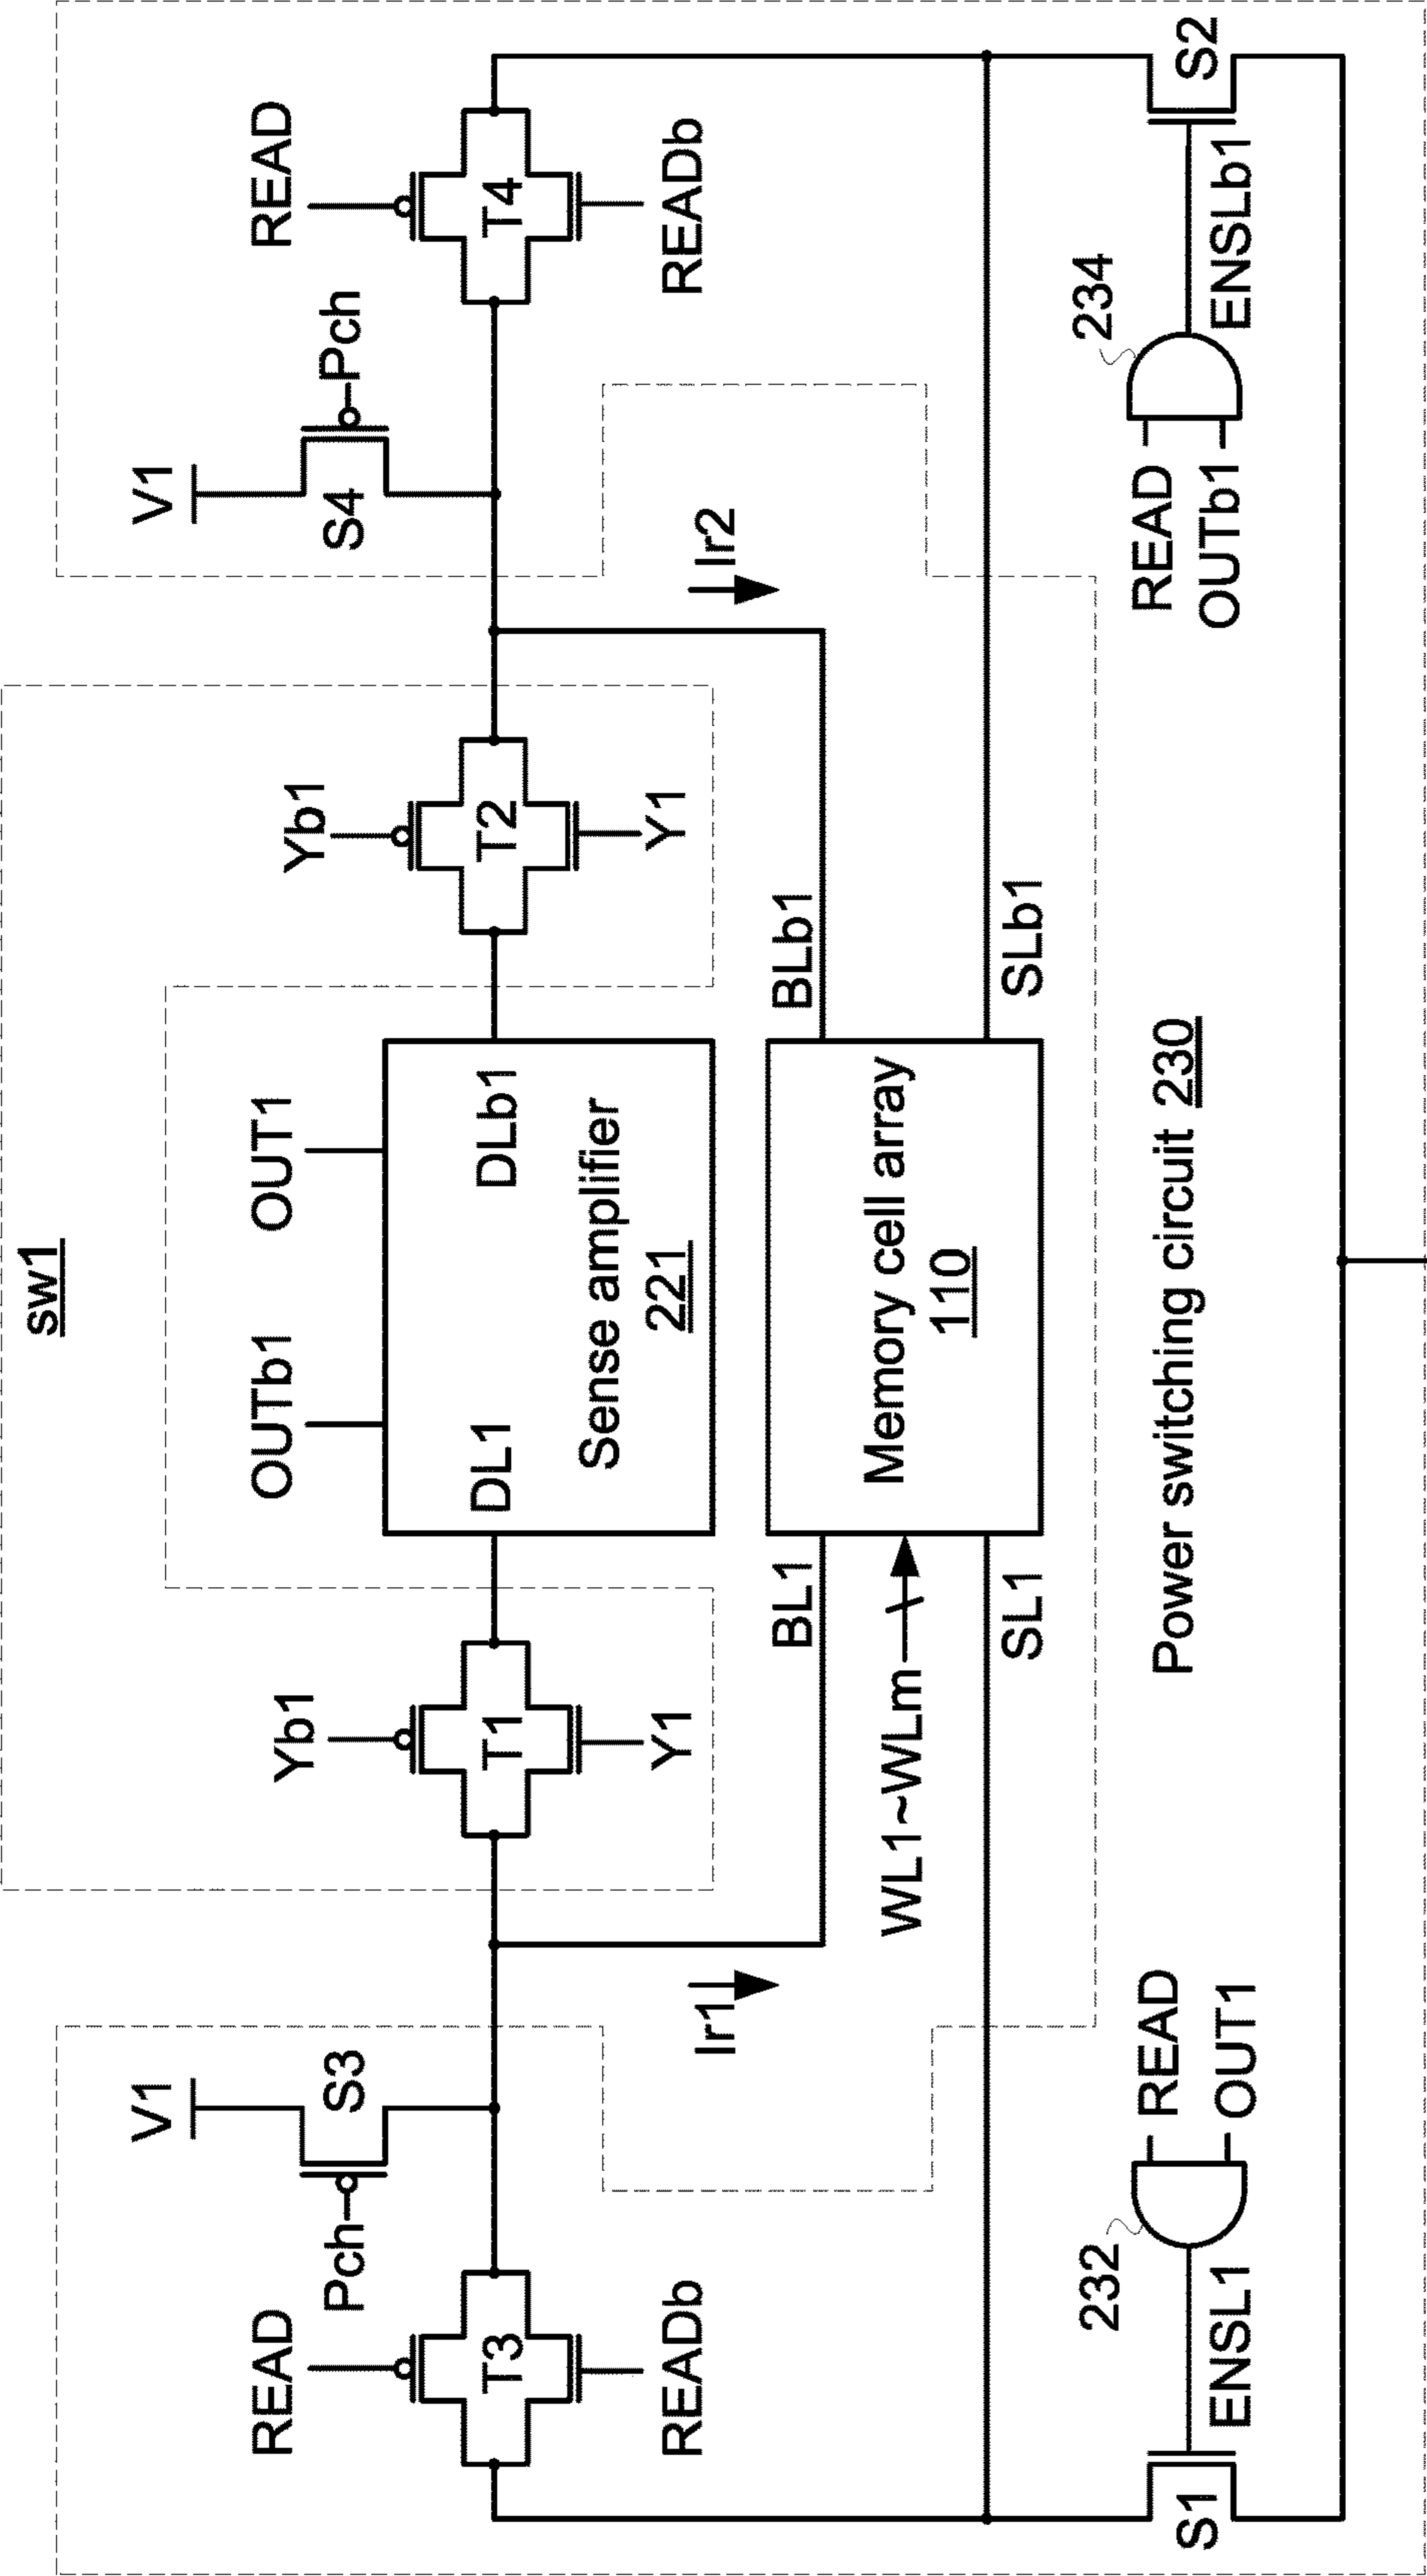 sw1
V1
V1
OUTb1
OUT1
READ
Pch
S3
Yb1
Yb1
S4
Pch
READ
T3
T1
DL1
DLb1
T2
T4
READb
Y1
Sense amplifier
221
Y1
READb
Ir1
Ir2
BL1
BLb1
WL1~WLm
Memory cell array
110
SL1
SLb1
232
READ
OUT1
Power switching circuit 230
READ
OUTb1
234
S1
ENSL1
ENSLb1
S2